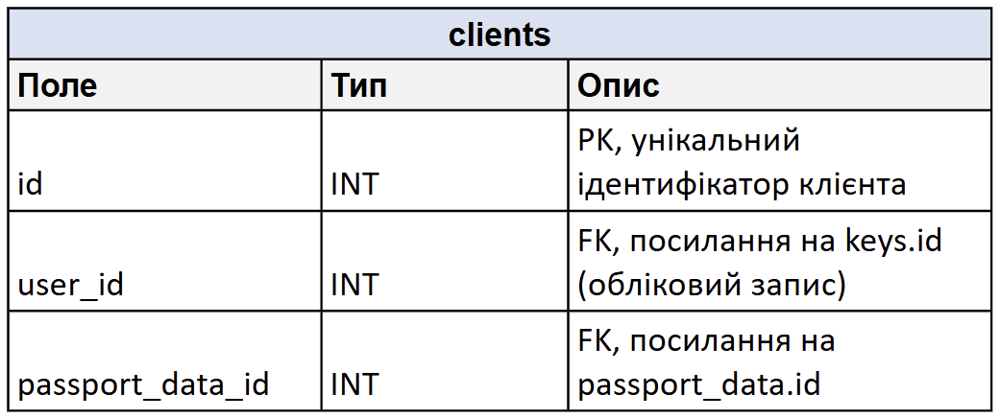 clients
Поле Тип Опис
PK, унікальний
id INT ідентифікатор клієнта
FK, посилання на keys.id
user_id INT (обліковий запис)
FK, посилання на
passport_data_id INT passport_data.id